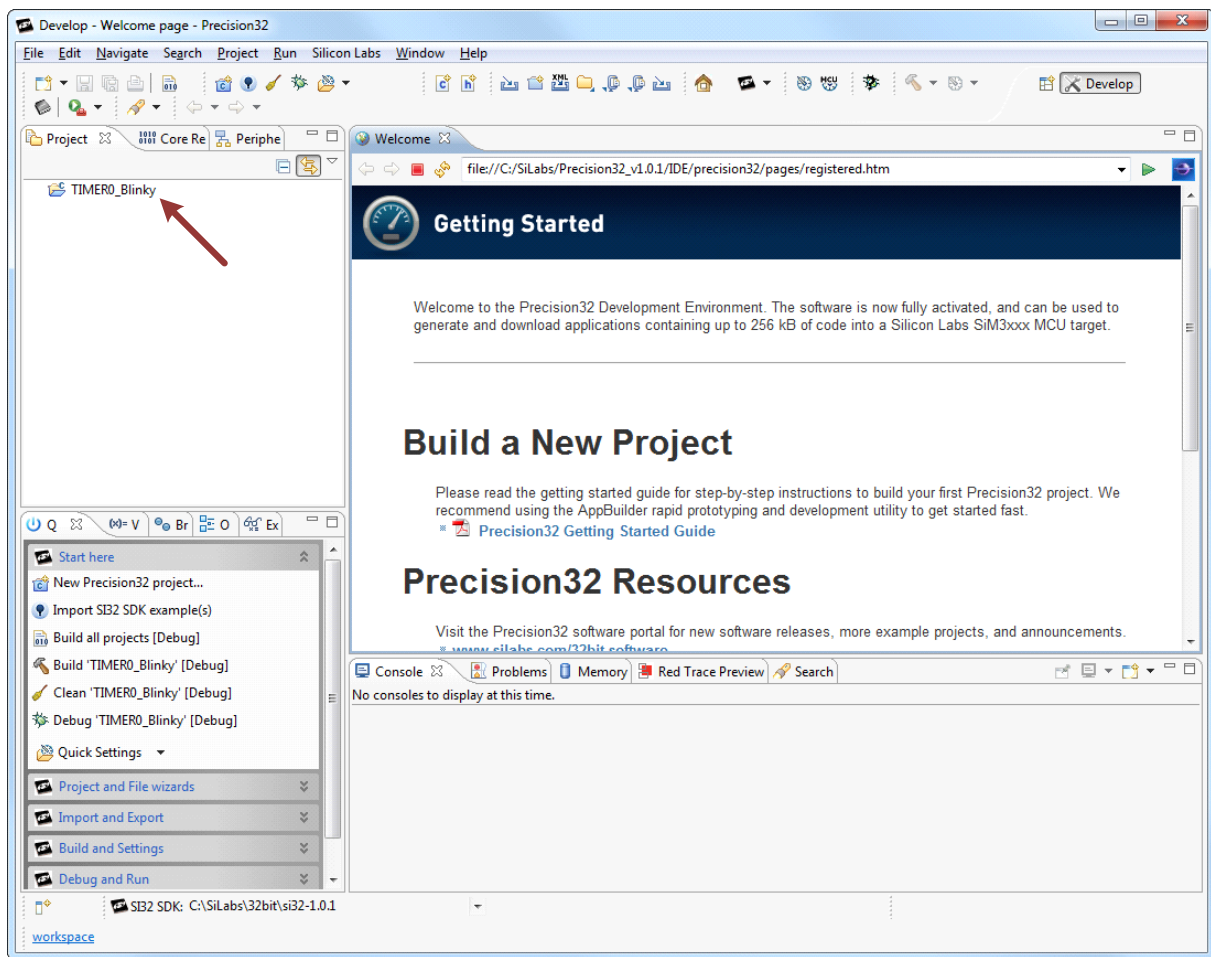 Develop - Welcome page - Precision32
File Edit Navigate Search Project Run Silicon Labs Window Help
Develop
Project Core Re Periphe
Welcome
file://C:/SiLabs/Precision32_v1.0.1/IDE/precision32/pages/registered.htm
TIMER0_Blinky
Getting Started
Welcome to the Precision32 Development Environment. The software is now fully activated, and can be used to
generate and download applications containing up to 256 kB of code into a Silicon Labs SiM3xxx MCU target.
Build a New Project
Please read the getting started guide for step-by-step instructions to build your first Precision32 project. We
recommend using the AppBuilder rapid prototyping and development utility to get started fast.
Precision32 Getting Started Guide
Precision32 Resources
Visit the Precision32 software portal for new software releases, more example projects, and announcements.
www.silabs.com/32bit-software
Q (x)= V Br O Ex
Start here
New Precision32 project...
Import SI32 SDK example(s)
Build all projects [Debug]
Build 'TIMER0_Blinky' [Debug]
Clean 'TIMER0_Blinky' [Debug]
Debug 'TIMER0_Blinky' [Debug]
Quick Settings
Project and File wizards
Import and Export
Build and Settings
Debug and Run
Console Problems Memory Red Trace Preview Search
No consoles to display at this time.
SI32 SDK: C:\SiLabs\32bit\si32-1.0.1
workspace